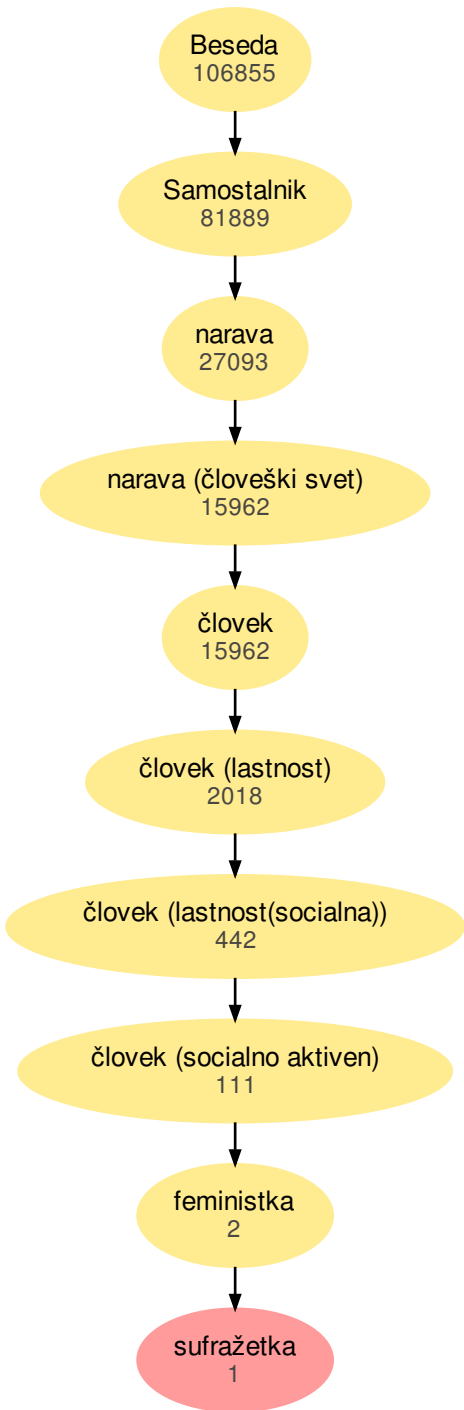 Beseda
106855
Samostalnik
81889
narava
27093
narava (človeški svet)
15962
človek
15962
človek (lastnost)
2018
človek (lastnost(socialna))
442
človek (socialno aktiven)
111
feministka
2
sufražetka
1